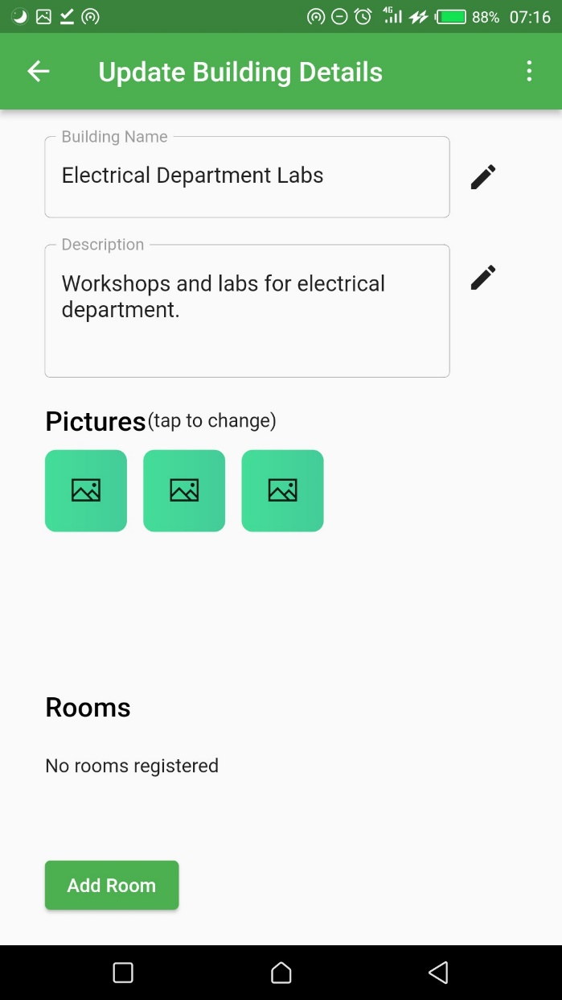 4G 88% 07:16
Update Building Details
Building Name
Electrical Department Labs
Description
Workshops and labs for electrical
department.
Pictures(tap to change)
Rooms
No rooms registered
Add Room